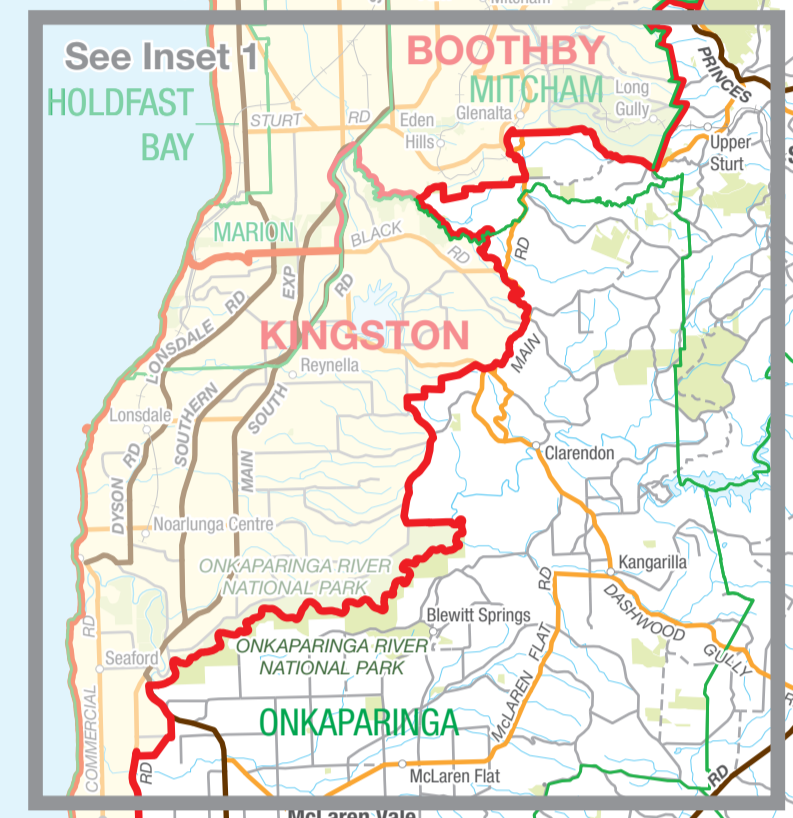 Mitcham
See Inset 1
BOOTHBY
PRINCES
HOLDFAST
BAY
MITCHAM
Long
Gully
STURT RD
Eden
Hills
Glenalta
Upper
Sturt
MARION
BLACK
RD
RD
EXP
RD
LONSDALE RD
KINGSTON
MAIN
Reynella
Lonsdale
SOUTHERN
SOUTH
MAIN
Clarendon
DYSON RD
Noarlunga Centre
ONKAPARINGA RIVER
NATIONAL PARK
Kangarilla
RD
DASHWOOD
GULLY
Blewitt Springs
RD
ONKAPARINGA RIVER
NATIONAL PARK
Seaford
McLAREN FLAT
COMMERCIAL
ONKAPARINGA
RD
McLaren Flat
RD
McLaren Vale